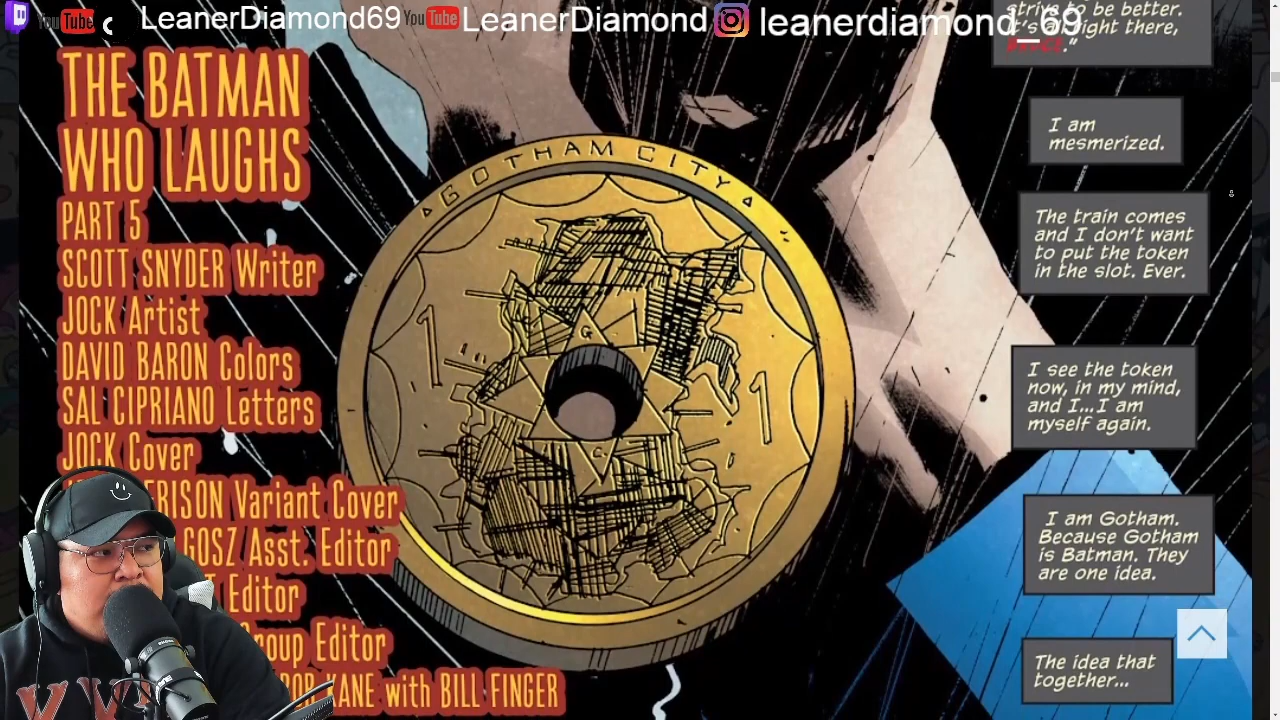 YouTube LeanerDiamond69 YouTube LeanerDiamond leanerdiamond_69
THE BATMAN
WHO LAUGHS
PART 5
SCOTT SNYDER Writer
JOCK Artist
DAVID BARON Colors
SAL CIPRIANO Letters
JOCK Cover
Variant Cover
Asst. Editor
Editor
Group Editor
KANE with BILL FINGER
GOTHAM CITY
1 1
G.
C.
strive to be better.
right there,
I am
mesmerized.
The train comes
and I don't want
to put the token
in the slot. Ever.
I see the token
now, in my mind,
and I...I am
myself again.
I am Gotham.
Because Gotham
is Batman. They
are one idea.
The idea that
together...